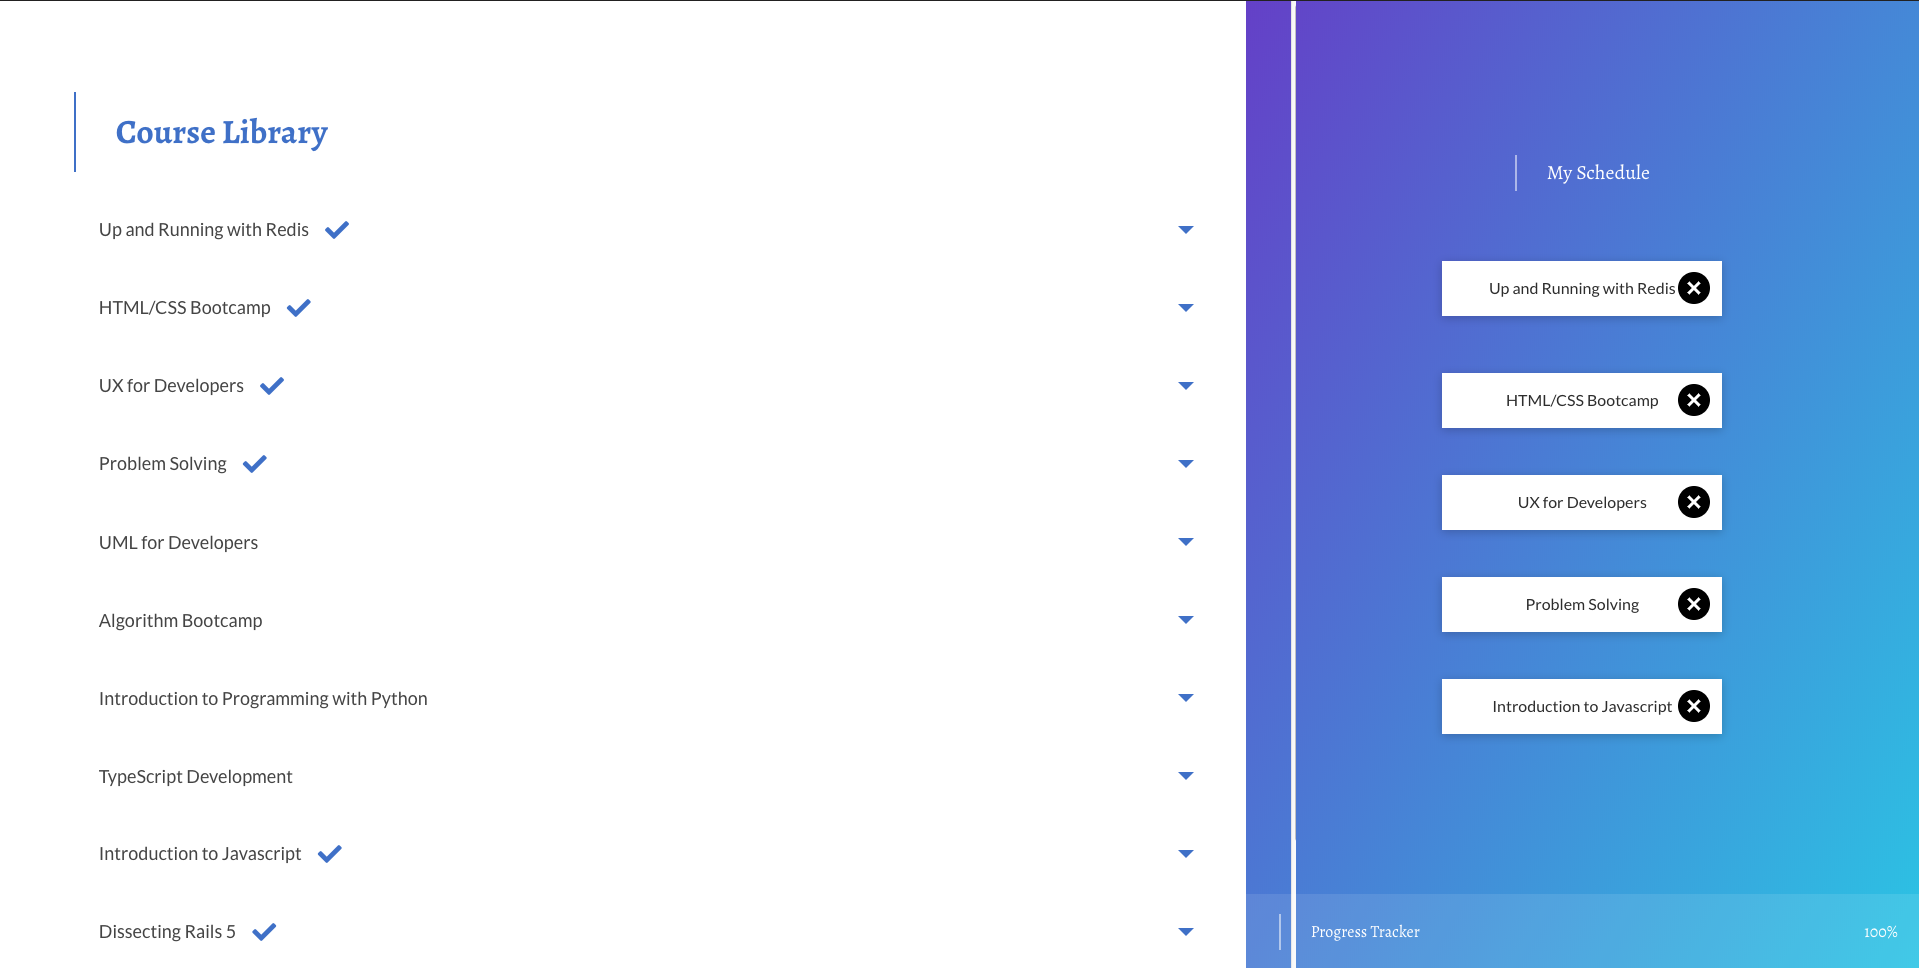 Course Library
Up and Running with Redis
HTML/CSS Bootcamp
UX for Developers
Problem Solving
UML for Developers
Algorithm Bootcamp
Introduction to Programming with Python
TypeScript Development
Introduction to Javascript
Dissecting Rails 5
My Schedule
Up and Running with Redis
HTML/CSS Bootcamp
UX for Developers
Problem Solving
Introduction to Javascript
Progress Tracker 100%